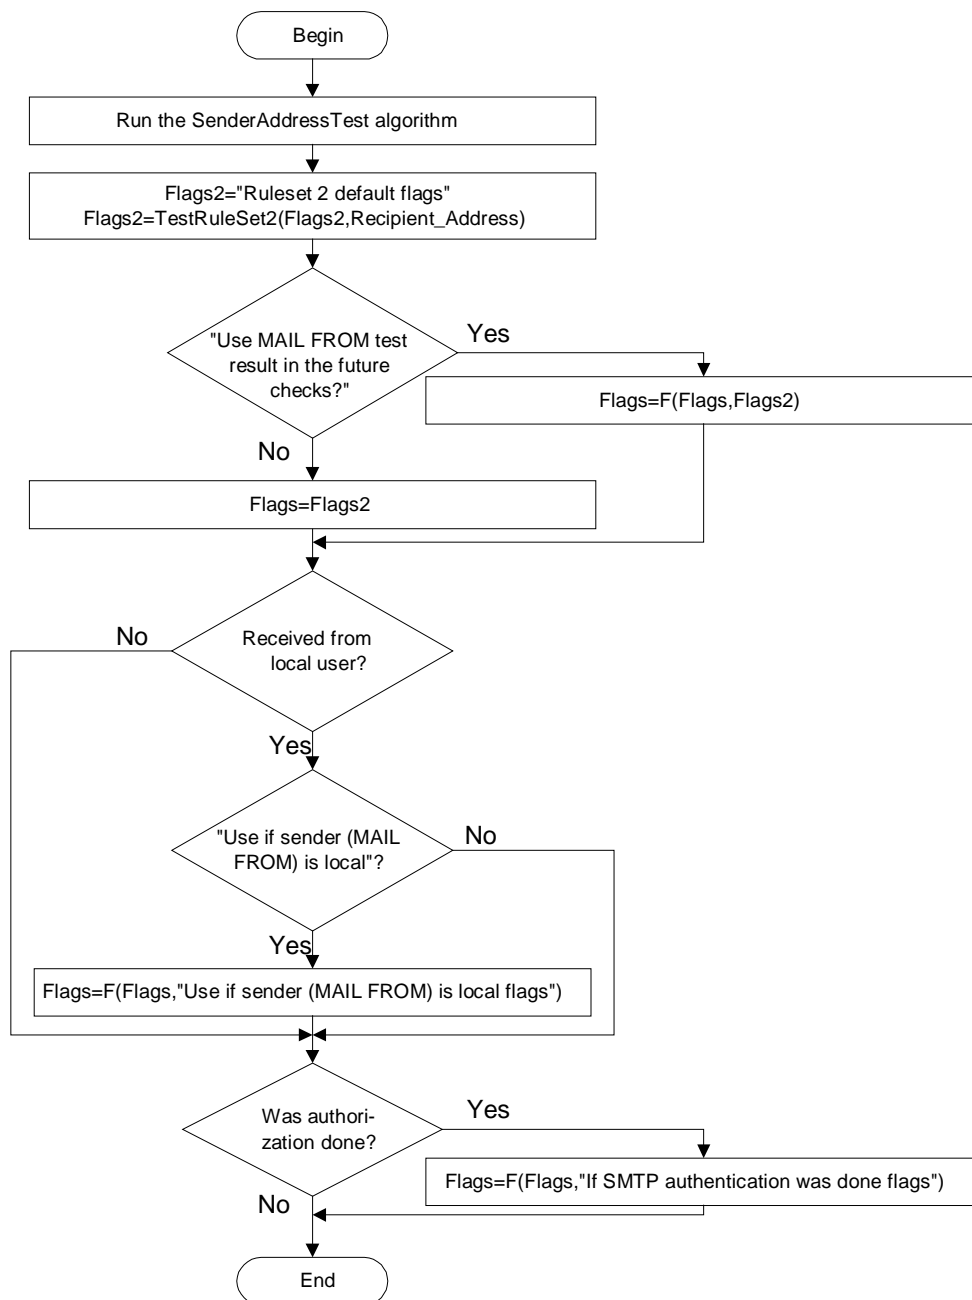 Begin
Run the SenderAddressTest algorithm
Flags2="Ruleset 2 default flags"
Flags2=TestRuleSet2(Flags2,Recipient_Address)
"Use MAIL FROM test
result in the future
checks?"
Yes
Flags=F(Flags,Flags2)
No
Flags=Flags2
No
Received from
local user?
Yes
"Use if sender (MAIL
FROM) is local"?
No
Yes
Flags=F(Flags,"Use if sender (MAIL FROM) is local flags")
Was authori-
zation done?
Yes
Flags=F(Flags,"If SMTP authentication was done flags")
No
End